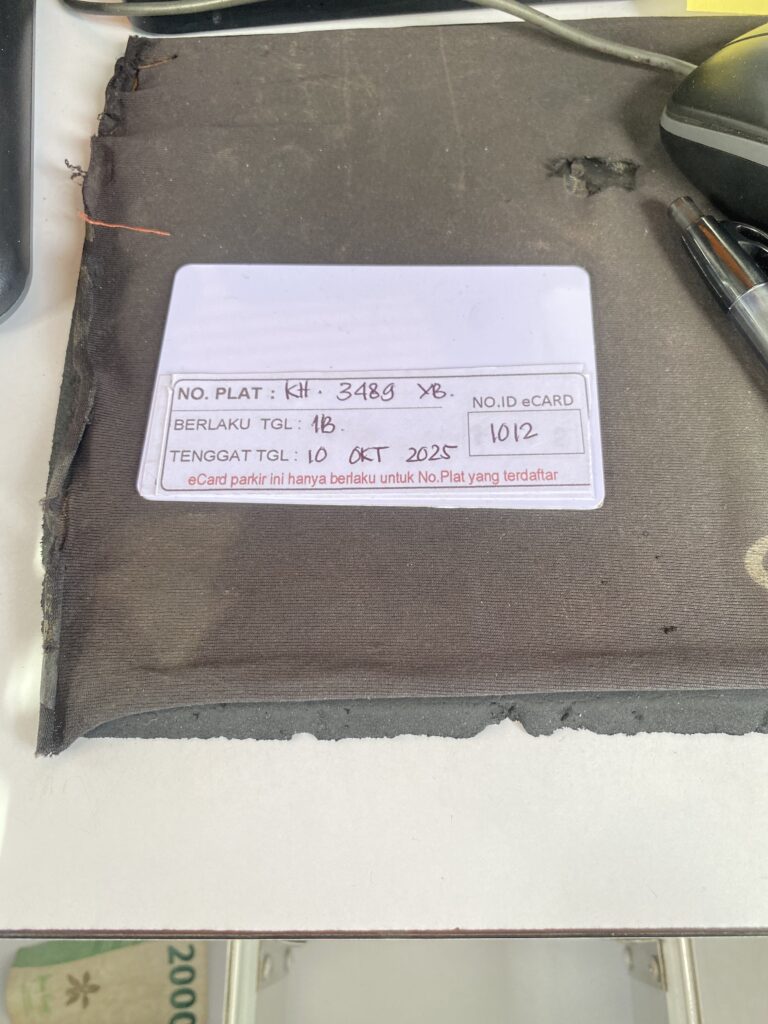 NO. PLAT : KH. 3489 YB.
NO.ID eCARD
BERLAKU TGL : 1B.
1012
TENGGAT TGL : 10 OKT 2025
eCard parkir ini hanya berlaku untuk No.Plat yang terdaftar
2000